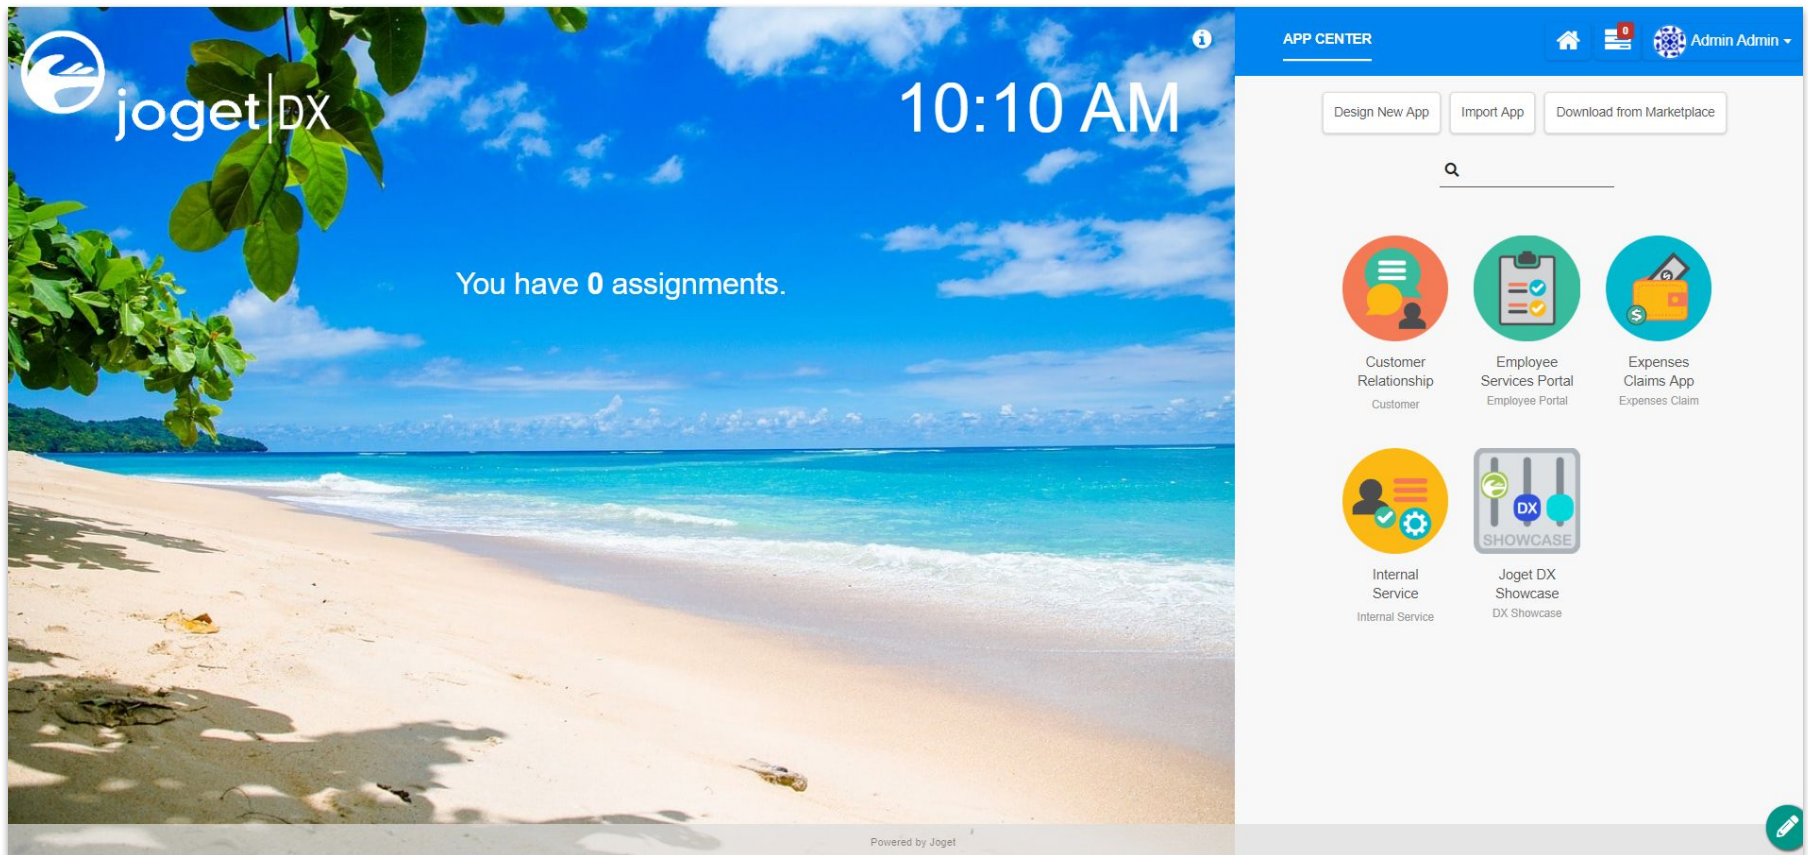 joget DX
10:10 AM
You have 0 assignments.
Powered by Joget
APP CENTER
0
Admin Admin
Design New App
Import App
Download from Marketplace
Customer
Relationship
Customer
Employee
Services Portal
Employee Portal
Expenses
Claims App
Expenses Claim
DX
SHOWCASE
Internal
Service
Internal Service
Joget DX
Showcase
DX Showcase